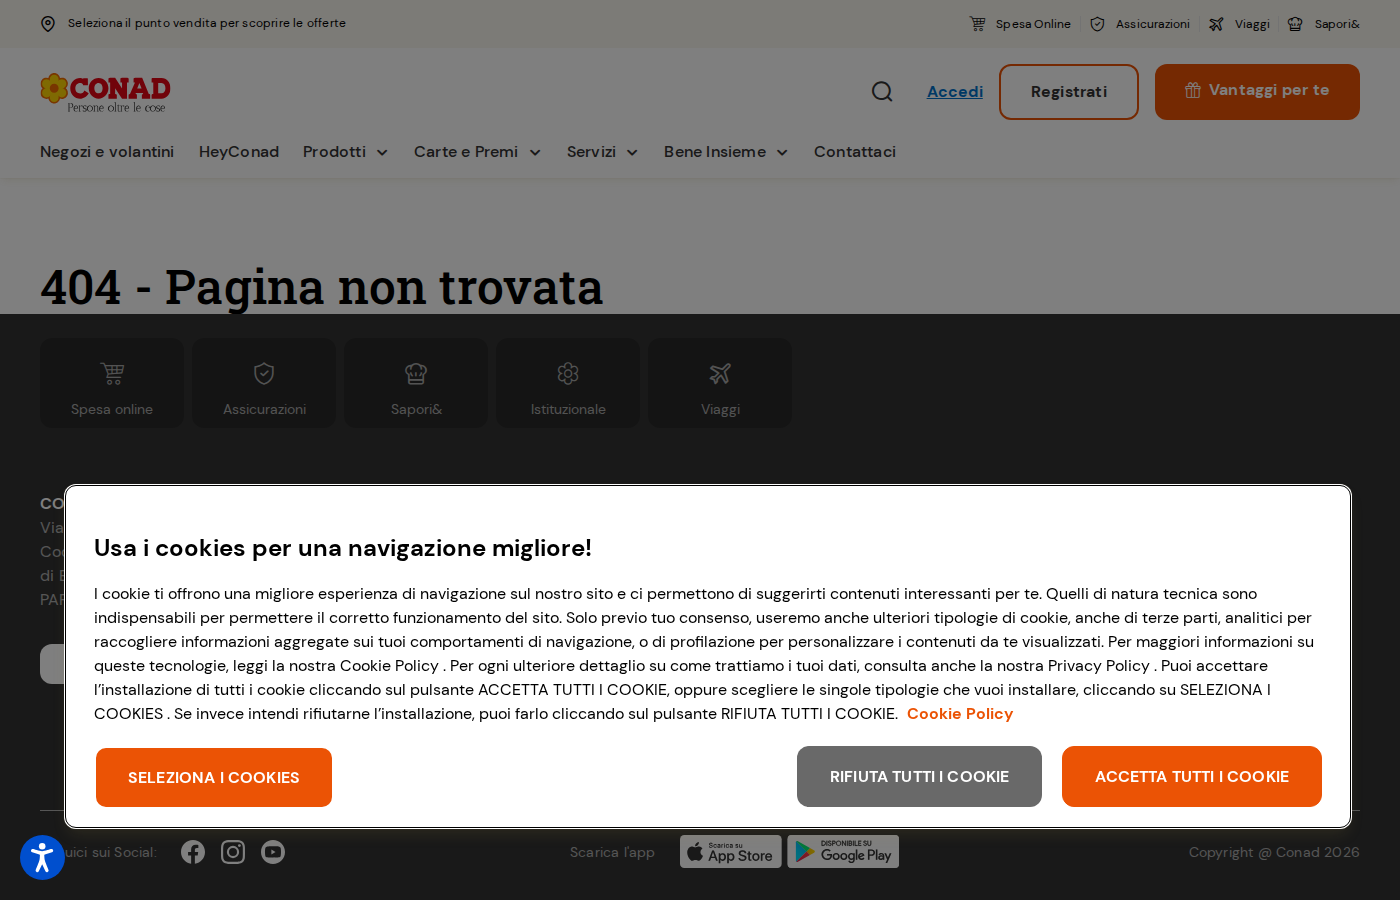 Seleziona il punto vendita per scoprire le offerte
Spesa Online
Assicurazioni
Viaggi
Sapori&
CONAD
Persone oltre le cose
Accedi
Registrati
Vantaggi per te
Negozi e volantini
HeyConad
Prodotti
Carte e Premi
Servizi
Bene Insieme
Contattaci
404 - Pagina non trovata
Spesa online
Assicurazioni
Sapori&
Istituzionale
Viaggi
Usa i cookies per una navigazione migliore!
I cookie ti offrono una migliore esperienza di navigazione sul nostro sito e ci permettono di suggerirti contenuti interessanti per te. Quelli di natura tecnica sono
indispensabili per permettere il corretto funzionamento del sito. Solo previo tuo consenso, useremo anche ulteriori tipologie di cookie, anche di terze parti, analitici per
raccogliere informazioni aggregate sui tuoi comportamenti di navigazione, o di profilazione per personalizzare i contenuti da te visualizzati. Per maggiori informazioni su
queste tecnologie, leggi la nostra Cookie Policy . Per ogni ulteriore dettaglio su come trattiamo i tuoi dati, consulta anche la nostra Privacy Policy . Puoi accettare
l’installazione di tutti i cookie cliccando sul pulsante ACCETTA TUTTI I COOKIE, oppure scegliere le singole tipologie che vuoi installare, cliccando su SELEZIONA I
COOKIES . Se invece intendi rifiutarne l’installazione, puoi farlo cliccando sul pulsante RIFIUTA TUTTI I COOKIE. Cookie Policy
SELEZIONA I COOKIES
RIFIUTA TUTTI I COOKIE
ACCETTA TUTTI I COOKIE
Via
di
sui Social:
Scarica l'app
Scarica su
App Store
DISPONIBILE SU
Google Play
Copyright @ Conad 2026